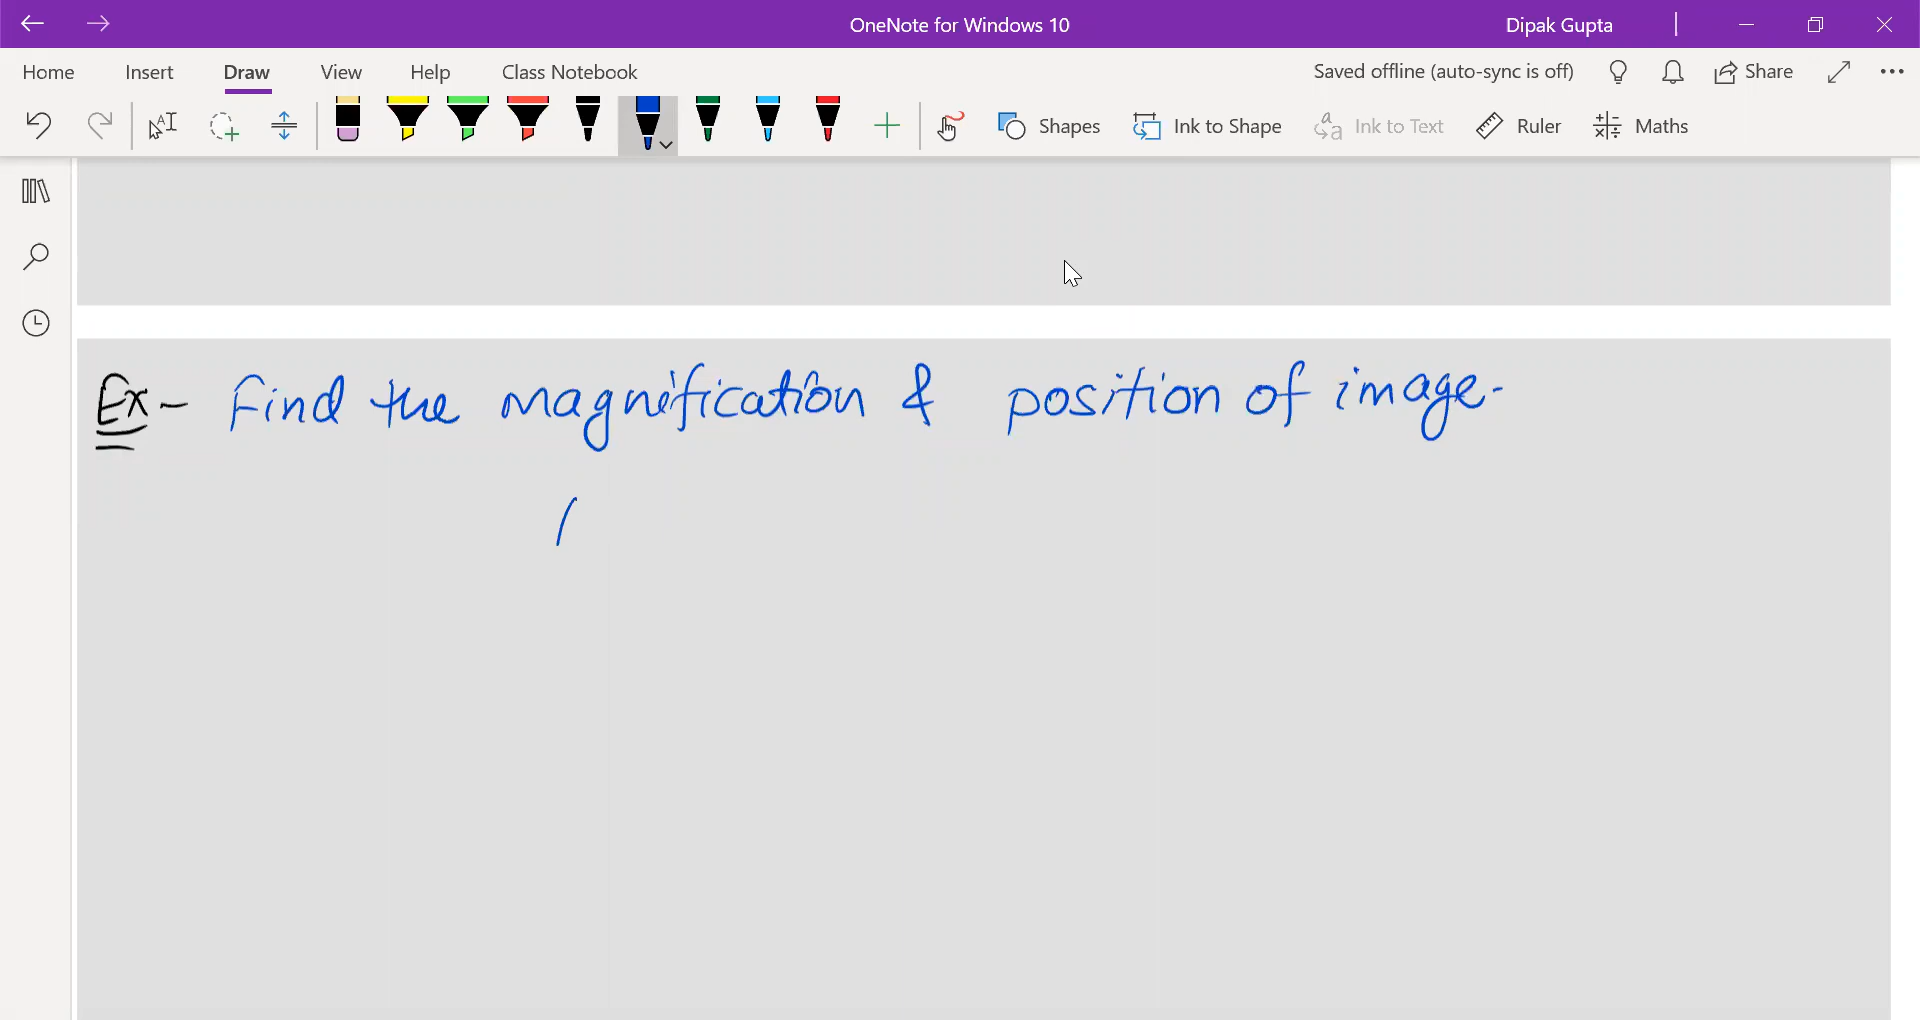 OneNote for Windows 10 Dipak Gupta
Home Insert Draw View Help Class Notebook Saved offline (auto-sync is off) Share
Shapes Ink to Shape Ink to Text Ruler Maths
Ex- Find the magnification & position of image.